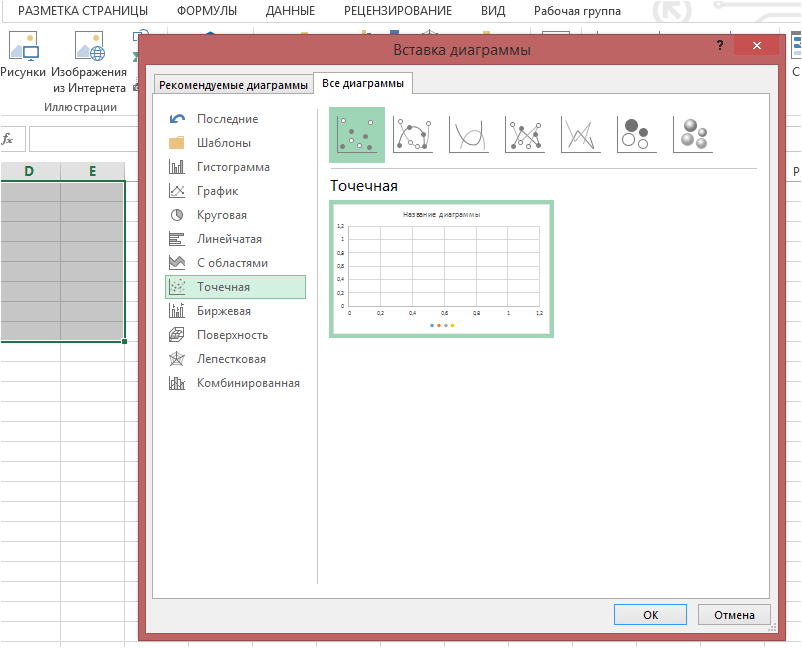 РАЗМЕТКА СТРАНИЦЫ ФОРМУЛЫ ДАННЫЕ РЕЦЕНЗИРОВАНИЕ ВИД Рабочая группа
Вставка диаграммы ?
Рисунки Изображения
из Интернета
Иллюстрации
С
Рекомендуемые диаграммы Все диаграммы
fx
D E
P
Последние
Шаблоны
Гистограмма
График
Круговая
Линейчатая
С областями
Точечная
Биржевая
Поверхность
Лепестковая
Комбинированная
Точечная
Название диаграммы
1,2
1
0,8
0,6
0,4
0,2
0
0 0,2 0,4 0,6 0,8 1 1,2
ОК Отмена